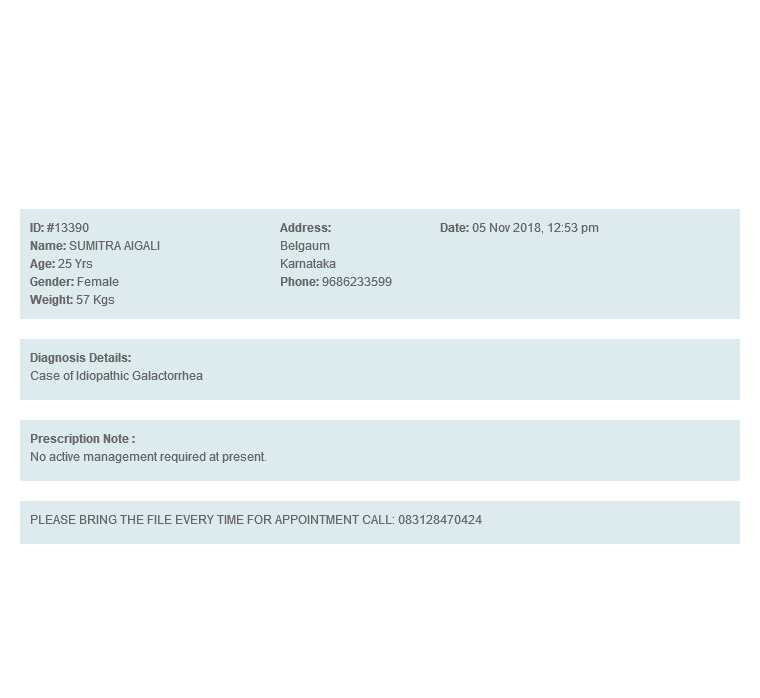 ID: #13390
Name: SUMITRA AIGALI
Age: 25 Yrs
Gender: Female
Weight: 57 Kgs
Address:
Belgaum
Karnataka
Phone: 9686233599
Date: 05 Nov 2018, 12:53 pm
Diagnosis Details:
Case of Idiopathic Galactorrhea
Prescription Note :
No active management required at present.
PLEASE BRING THE FILE EVERY TIME FOR APPOINTMENT CALL: 083128470424